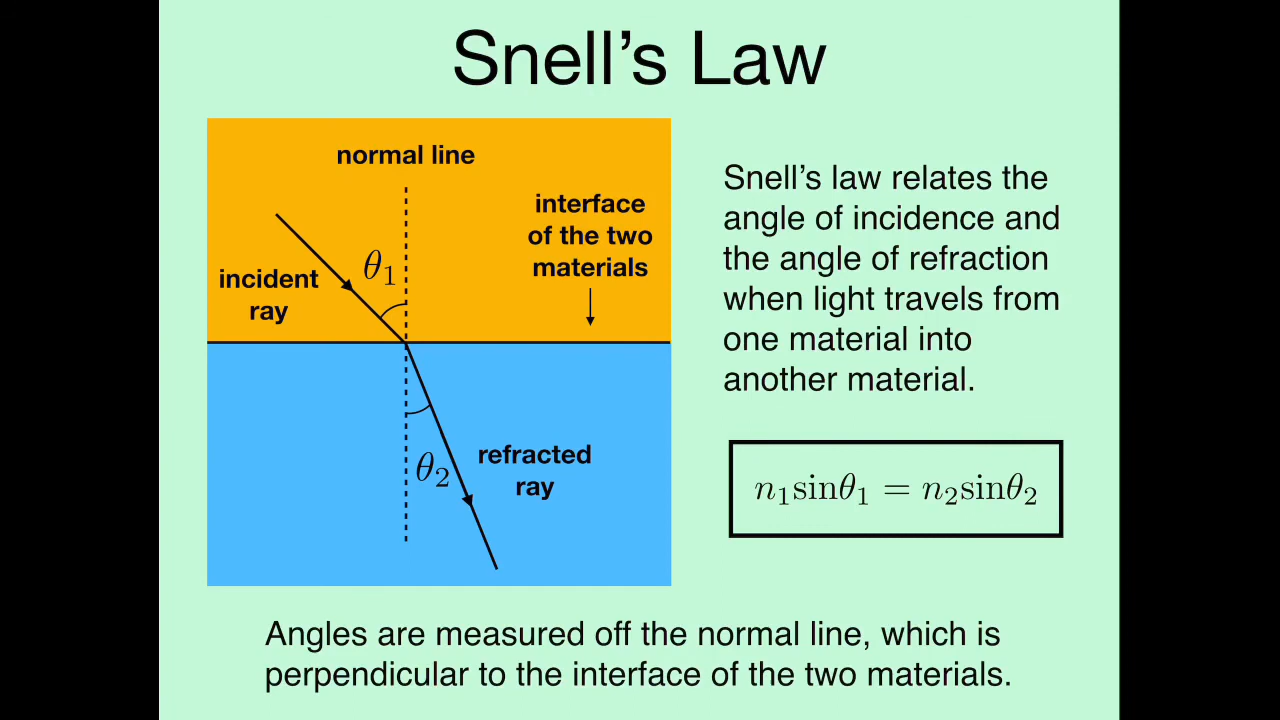 Snell’s Law
normal line
interface
of the two
materials
θ1
incident
ray
θ2
refracted
ray
Snell’s law relates the
angle of incidence and
the angle of refraction
when light travels from
one material into
another material.
n1sinθ1 = n2sinθ2
Angles are measured off the normal line, which is
perpendicular to the interface of the two materials.